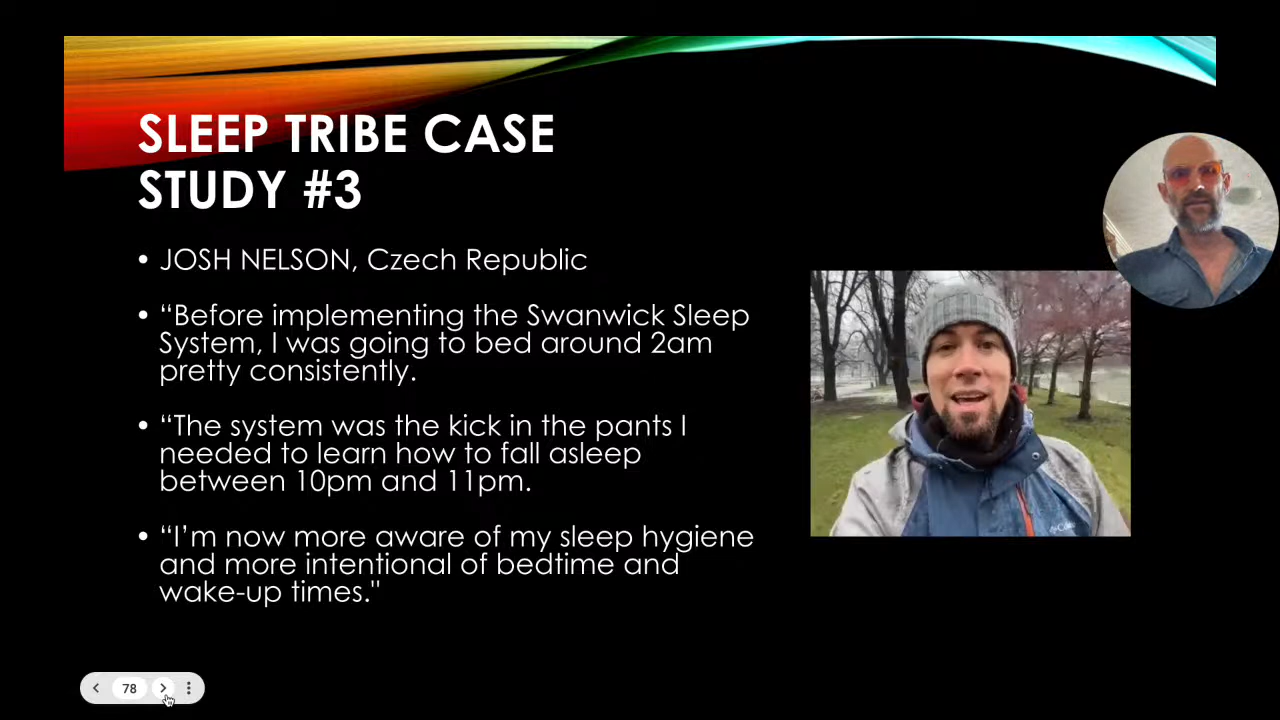 SLEEP TRIBE CASE
STUDY #3
• JOSH NELSON, Czech Republic
• “Before implementing the Swanwick Sleep
System, I was going to bed around 2am
pretty consistently.
• “The system was the kick in the pants I
needed to learn how to fall asleep
between 10pm and 11pm.
• “I’m now more aware of my sleep hygiene
and more intentional of bedtime and
wake-up times."
78